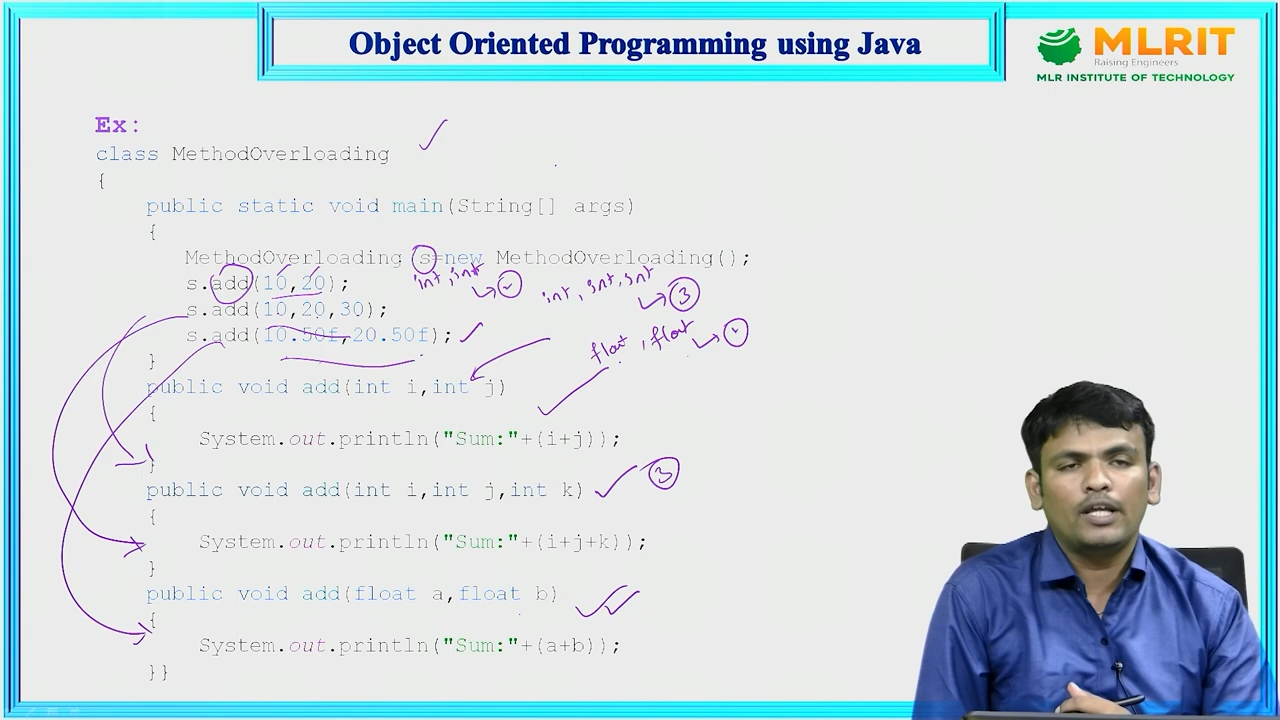 Object Oriented Programming using Java
MLRIT
Raising Engineers
MLR INSTITUTE OF TECHNOLOGY
Ex:
class MethodOverloading
{
public static void main(String[] args)
{
MethodOverloading s=new MethodOverloading();
s.add(10,20);
int, int
int, int, int
3
s.add(10,20,30);
s.add(10.50f,20.50f);
float, float
}
public void add(int i,int j)
{
System.out.println("Sum:"+(i+j));
}
public void add(int i,int j,int k)
3
{
System.out.println("Sum:"+(i+j+k));
}
public void add(float a,float b)
{
System.out.println("Sum:"+(a+b));
}}